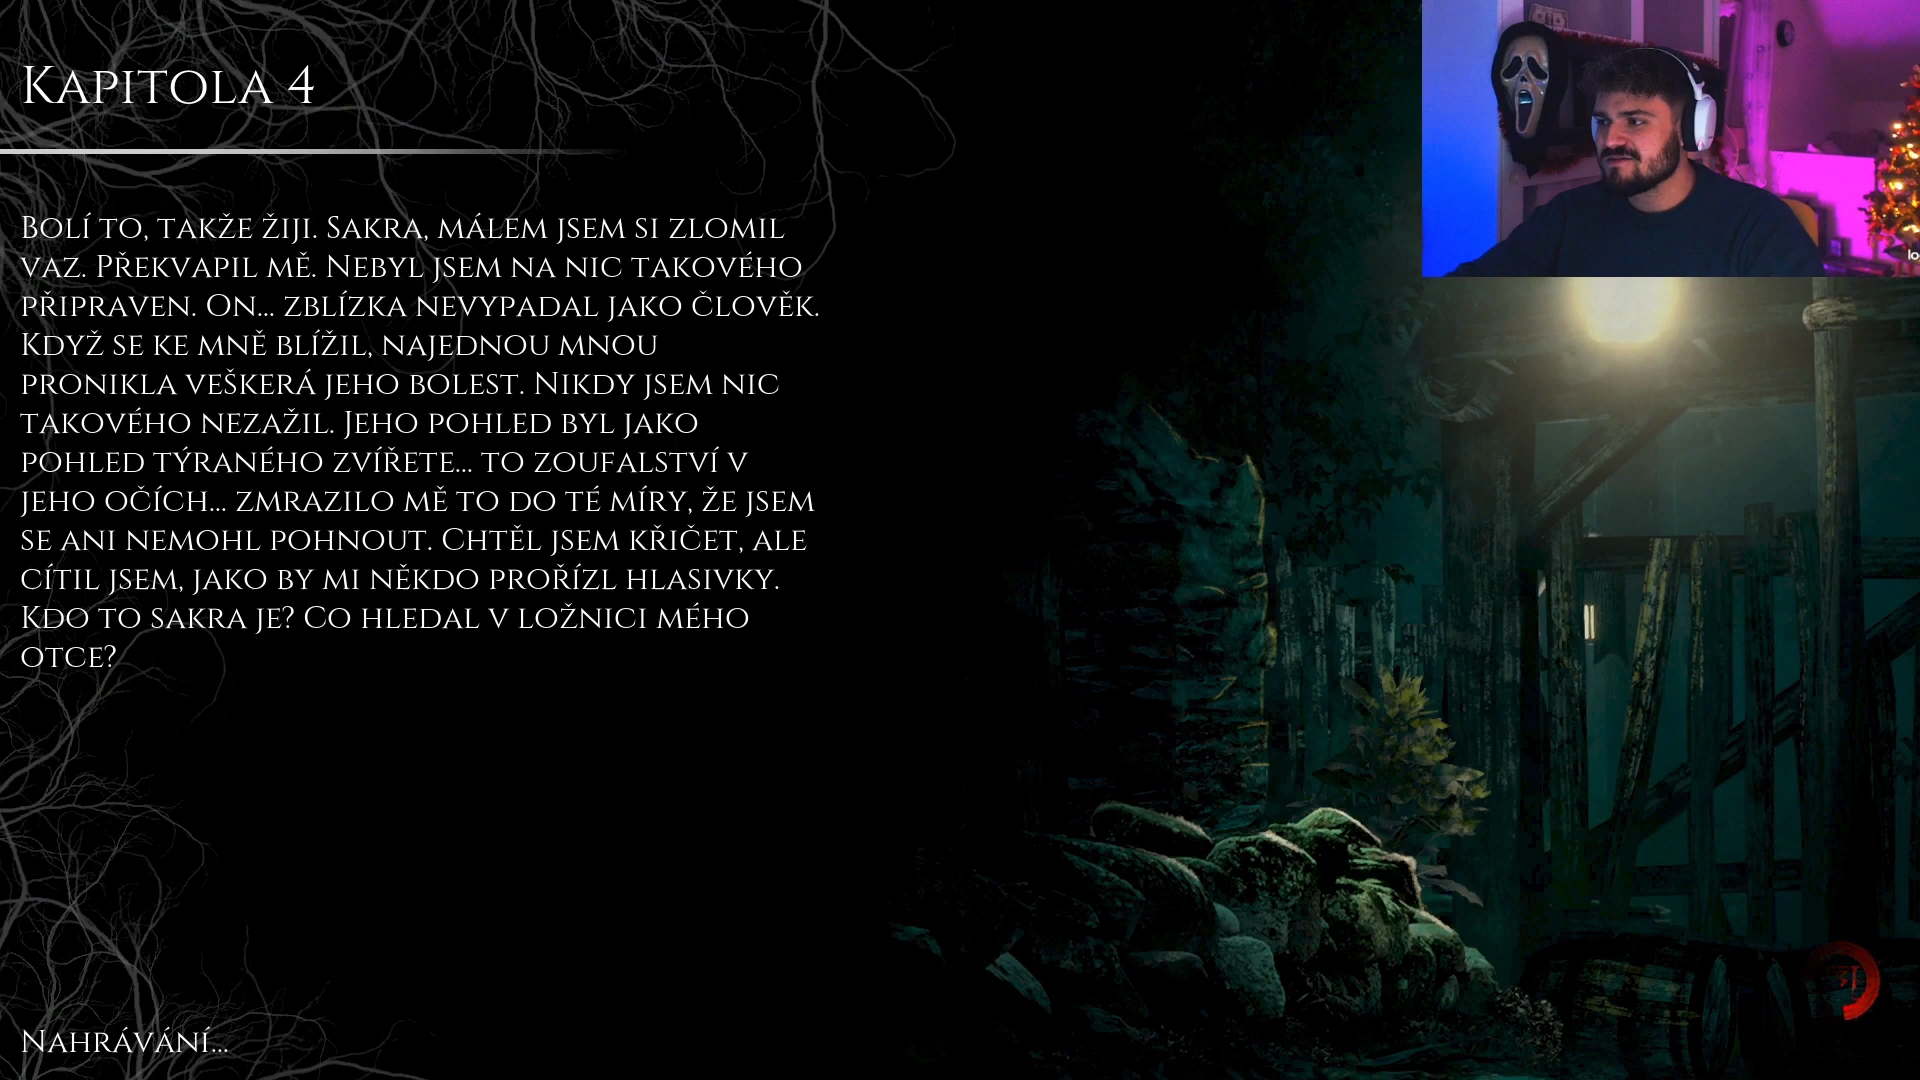 Kapitola 4
Bolí to, takže žiji. Sakra, málem jsem si zlomil
vaz. Překvapil mě. Nebyl jsem na nic takového
připraven. On... zblízka nevypadal jako člověk.
Když se ke mně blížil, najednou mnou
pronikla veškerá jeho bolest. Nikdy jsem nic
takového nezažil. Jeho pohled byl jako
pohled týraného zvířete... to zoufalství v
jeho očích... zmrazilo mě to do té míry, že jsem
se ani nemohl pohnout. Chtěl jsem křičet, ale
cítil jsem, jako by mi někdo prořízl hlasivky.
Kdo to sakra je? Co hledal v ložnici mého
otce?
Nahrávání...